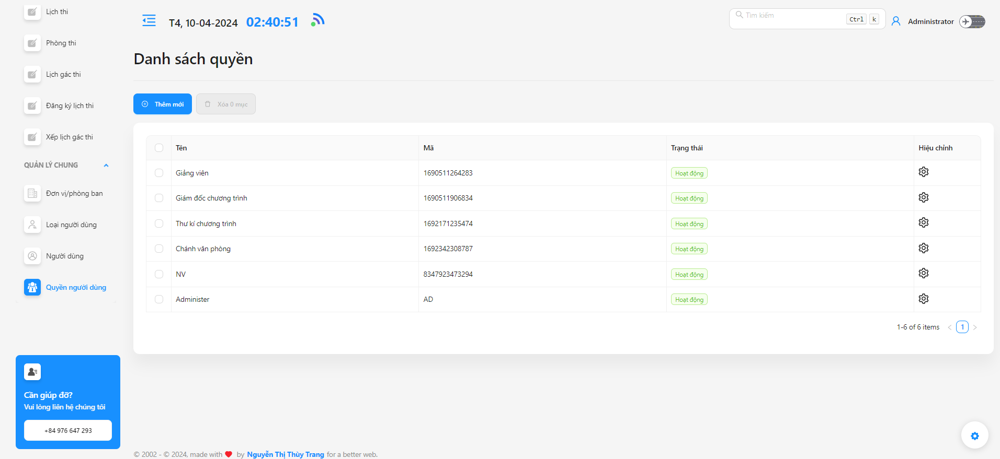 Lịch thi
Phòng thi
Lịch gác thi
Đăng ký lịch thi
Xếp lịch gác thi
QUẢN LÝ CHUNG
Đơn vị/phòng ban
Loại người dùng
Người dùng
Quyền người dùng
Cần giúp đỡ?
Vui lòng liên hệ chúng tôi
+84 976 647 293
T4, 10-04-2024 02:40:51
Tìm kiếm Ctrl k
Administrator
Danh sách quyền
Thêm mới
Xóa 0 mục
Tên Mã Trạng thái Hiệu chỉnh
Giảng viên 1690511264283 Hoạt động
Giám đốc chương trình 1690511906834 Hoạt động
Thư kí chương trình 1692171235474 Hoạt động
Chánh văn phòng 1692342308787 Hoạt động
NV 8347923473294 Hoạt động
Administer AD Hoạt động
1-6 of 6 items < 1 >
© 2002 - © 2024, made with ❤ by Nguyễn Thị Thùy Trang for a better web.